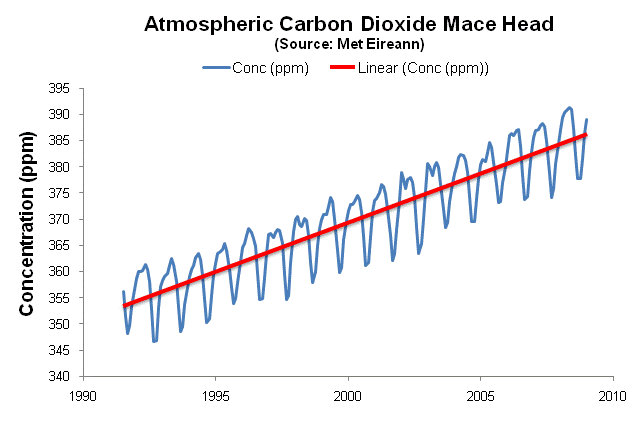 Atmospheric Carbon Dioxide Mace Head
(Source: Met Eireann)
Conc (ppm) Linear (Conc (ppm))
Concentration (ppm)
395
390
385
380
375
370
365
360
355
350
345
340
1990 1995 2000 2005 2010